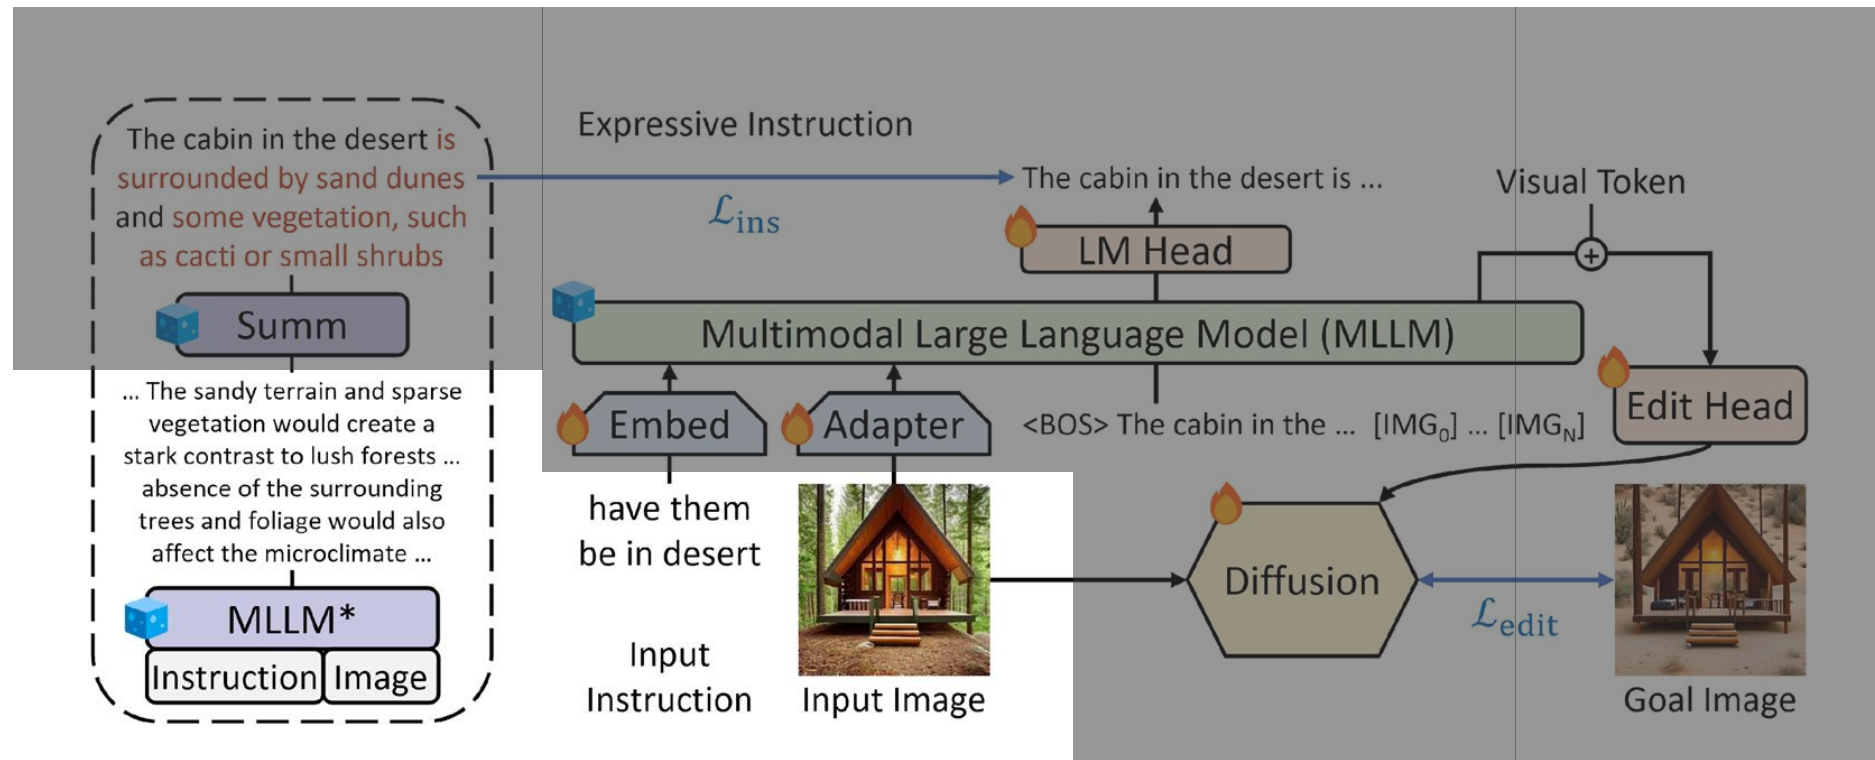 The cabin in the desert is
surrounded by sand dunes
and some vegetation, such
as cacti or small shrubs
Summ
... The sandy terrain and sparse
vegetation would create a
stark contrast to lush forests ...
absence of the surrounding
trees and foliage would also
affect the microclimate ...
MLLM*
Instruction
Image
Expressive Instruction
ℒins
The cabin in the desert is ...
LM Head
Visual Token
+
Multimodal Large Language Model (MLLM)
Embed
Adapter
<BOS> The cabin in the ... [IMG0] ... [IMGN]
Edit Head
have them
be in desert
Input
Instruction
Input Image
Diffusion
ℒedit
Goal Image